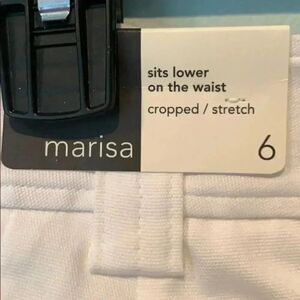 sits lower
on the waist
cropped / stretch
marisa
6